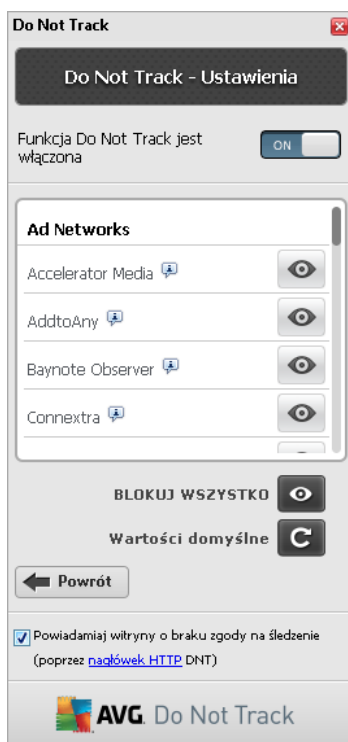 Do Not Track
Do Not Track - Ustawienia
Funkcja Do Not Track jest
włączona
ON
Ad Networks
Accelerator Media
AddtoAny
Baynote Observer
Connextra
BLOKUJ WSZYSTKO
Wartości domyślne
Powrót
Powiadamiaj witryny o braku zgody na śledzenie
(poprzez nagłówek HTTP DNT)
AVG. Do Not Track